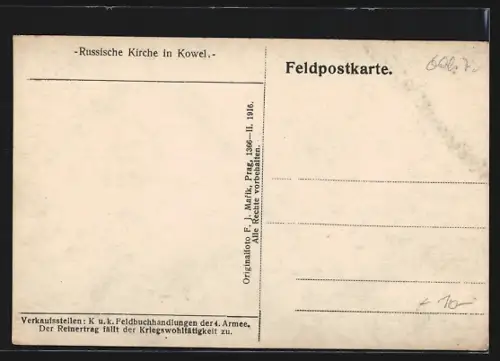 -Russische Kirche in Kowel.-
Feldpostkarte.
Originalfoto F. J. Mařík, Prag, 1366—II. 1916.
Alle Rechte vorbehalten.
Verkaufsstellen: K u. k. Feldbuchhandlungen der 4. Armee.
Der Reinertrag fällt der Kriegswohltätigkeit zu.